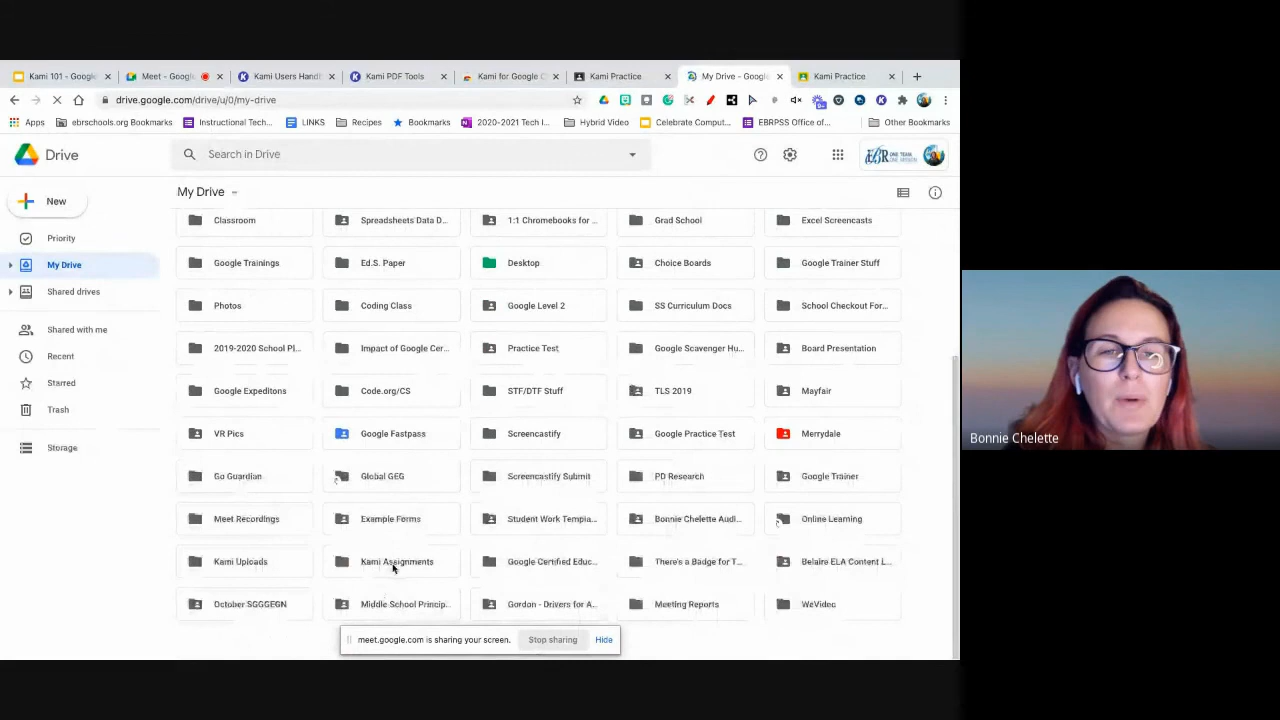 Kami 101 - Google
Meet - Google
Kami Users Handb
Kami PDF Tools
Kami for Google C
Kami Practice
My Drive - Google
Kami Practice
drive.google.com/drive/u/0/my-drive
Apps
ebrschools.org Bookmarks
Instructional Tech...
LINKS
Recipes
Bookmarks
2020-2021 Tech I...
Hybrid Video
Celebrate Comput...
EBRPSS Office of...
Other Bookmarks
Drive
Search in Drive
EBR ONE TEAM
New
My Drive
Priority
My Drive
Shared drives
Shared with me
Recent
Starred
Trash
Storage
Classroom
Spreadsheets Data D...
1:1 Chromebooks for ...
Grad School
Excel Screencasts
Google Trainings
Ed.S. Paper
Desktop
Choice Boards
Google Trainer Stuff
Photos
Coding Class
Google Level 2
SS Curriculum Docs
School Checkout For...
2019-2020 School Pl...
Impact of Google Cer...
Practice Test
Google Scavenger Hu...
Board Presentation
Google Expeditons
Code.org/CS
STF/DTF Stuff
TLS 2019
Mayfair
VR Pics
Google Fastpass
Screencastify
Google Practice Test
Merrydale
Go Guardian
Global GEG
Screencastify Submit
PD Research
Google Trainer
Meet Recordings
Example Forms
Student Work Templa...
Bonnie Chelette Audi...
Online Learning
Kami Uploads
Kami Assignments
Google Certified Educ...
There's a Badge for T...
Belaire ELA Content L...
October SGGGEGN
Middle School Princip...
Gordon - Drivers for A...
Meeting Reports
WeVideo
meet.google.com is sharing your screen.
Stop sharing
Hide
Bonnie Chelette